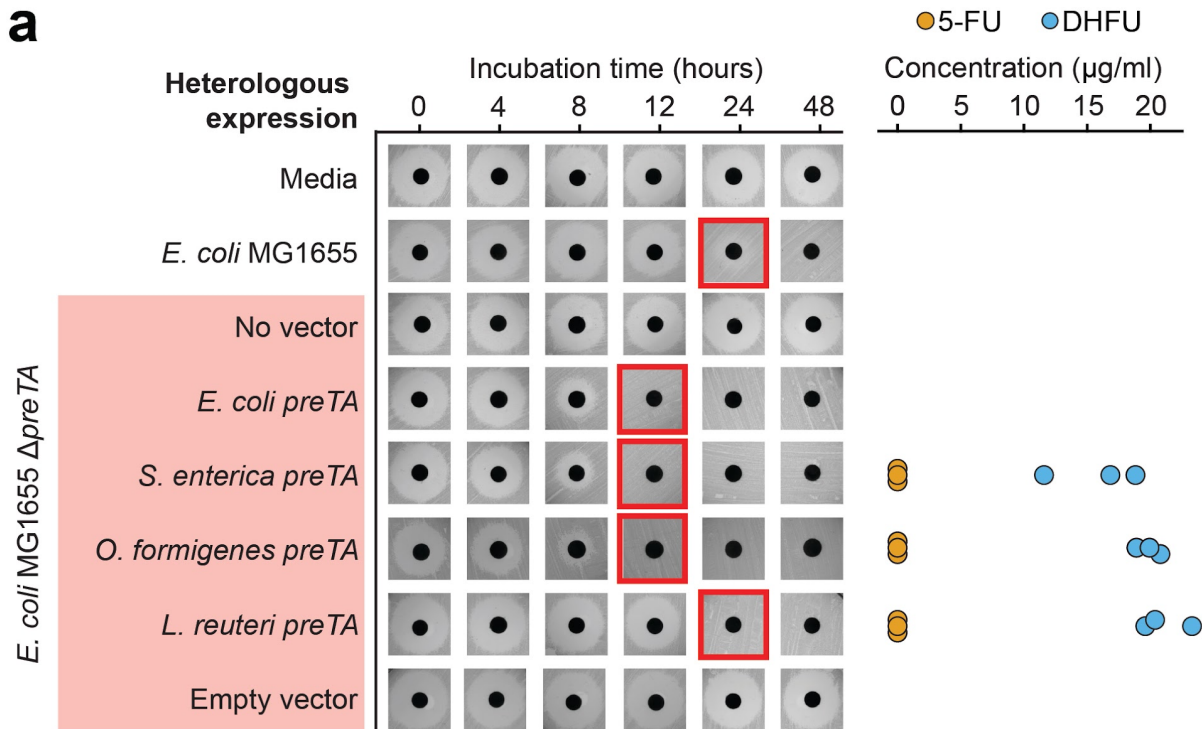 a
5-FU DHFU
Heterologous
expression
Incubation time (hours)
0 4 8 12 24 48
Concentration (µg/ml)
0 5 10 15 20
Media
E. coli MG1655
E. coli MG1655 ΔpreTA
No vector
E. coli preTA
S. enterica preTA
O. formigenes preTA
L. reuteri preTA
Empty vector